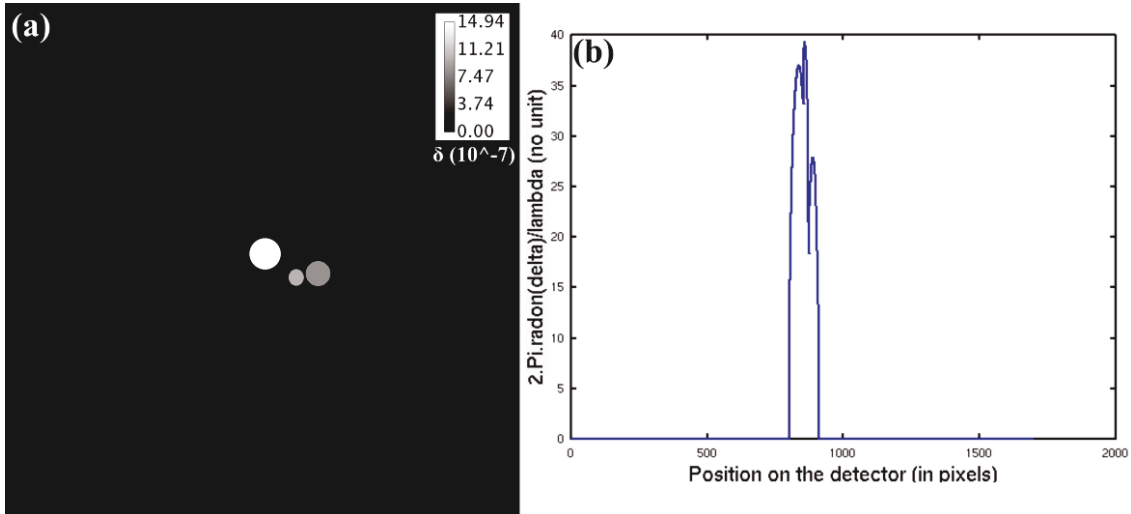 (a)
14.94
11.21
7.47
3.74
0.00
δ (10^-7)
(b)
40
35
30
25
20
15
10
5
0
0 500 1000 1500 2000
2.Pi.radon(delta)/lambda (no unit)
Position on the detector (in pixels)